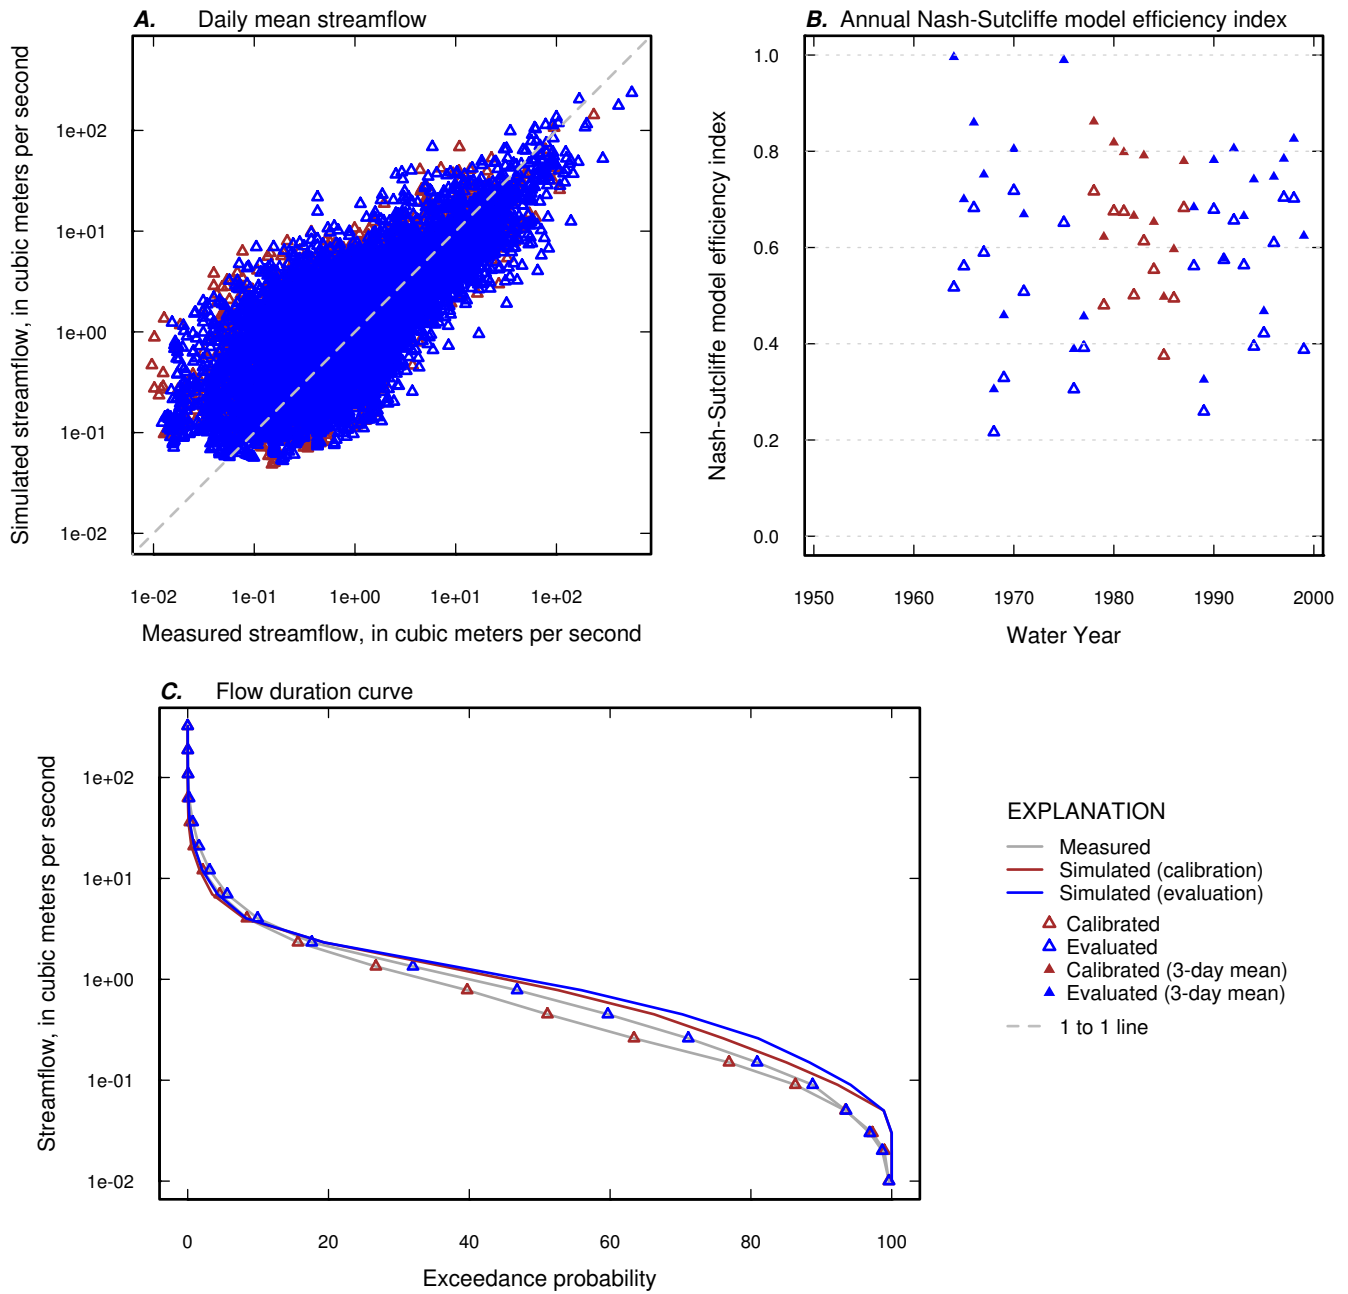 A. Daily mean streamflow
Simulated streamflow, in cubic meters per second
1e+02
1e+01
1e+00
1e-01
1e-02
1e-02 1e-01 1e+00 1e+01 1e+02
Measured streamflow, in cubic meters per second
B. Annual Nash-Sutcliffe model efficiency index
Nash-Sutcliffe model efficiency index
1.0
0.8
0.6
0.4
0.2
0.0
1950 1960 1970 1980 1990 2000
Water Year
C. Flow duration curve
Streamflow, in cubic meters per second
1e+02
1e+01
1e+00
1e-01
1e-02
0 20 40 60 80 100
Exceedance probability
EXPLANATION
Measured
Simulated (calibration)
Simulated (evaluation)
Calibrated
Evaluated
Calibrated (3-day mean)
Evaluated (3-day mean)
1 to 1 line